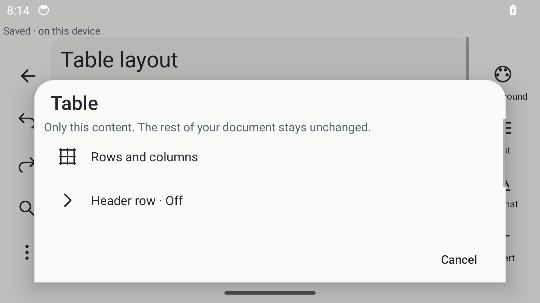 8:14
Saved · on this device
Table layout
Table
Only this content. The rest of your document stays unchanged.
Rows and columns
Header row · Off
Cancel